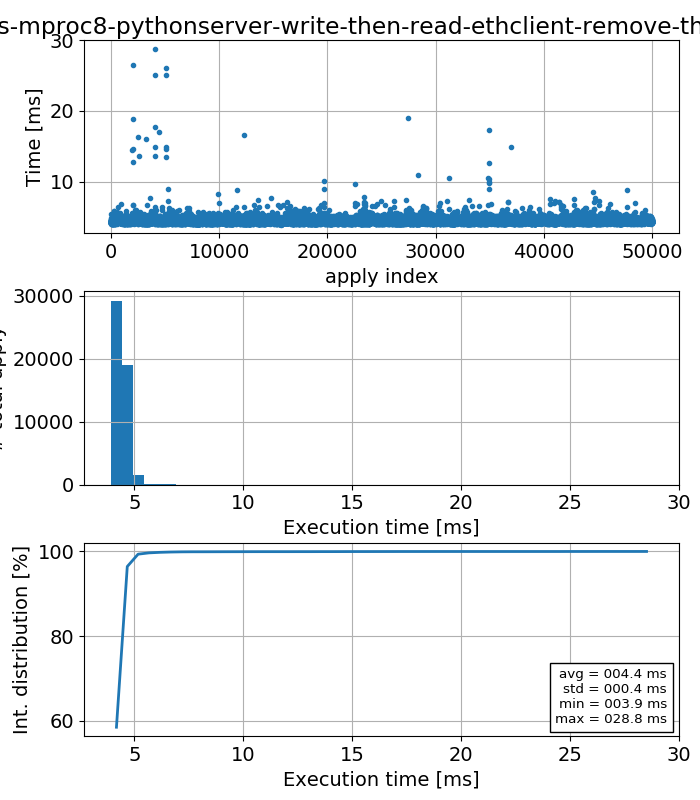 s-mproc8-pythonserver-write-then-read-ethclient-remove-th
30
20
10
Time [ms]
0 10000 20000 30000 40000 50000
apply index
30000
20000
10000
0
# total apply
5 10 15 20 25 30
Execution time [ms]
100
80
60
Int. distribution [%]
avg = 004.4 ms
std = 000.4 ms
min = 003.9 ms
max = 028.8 ms
5 10 15 20 25 30
Execution time [ms]